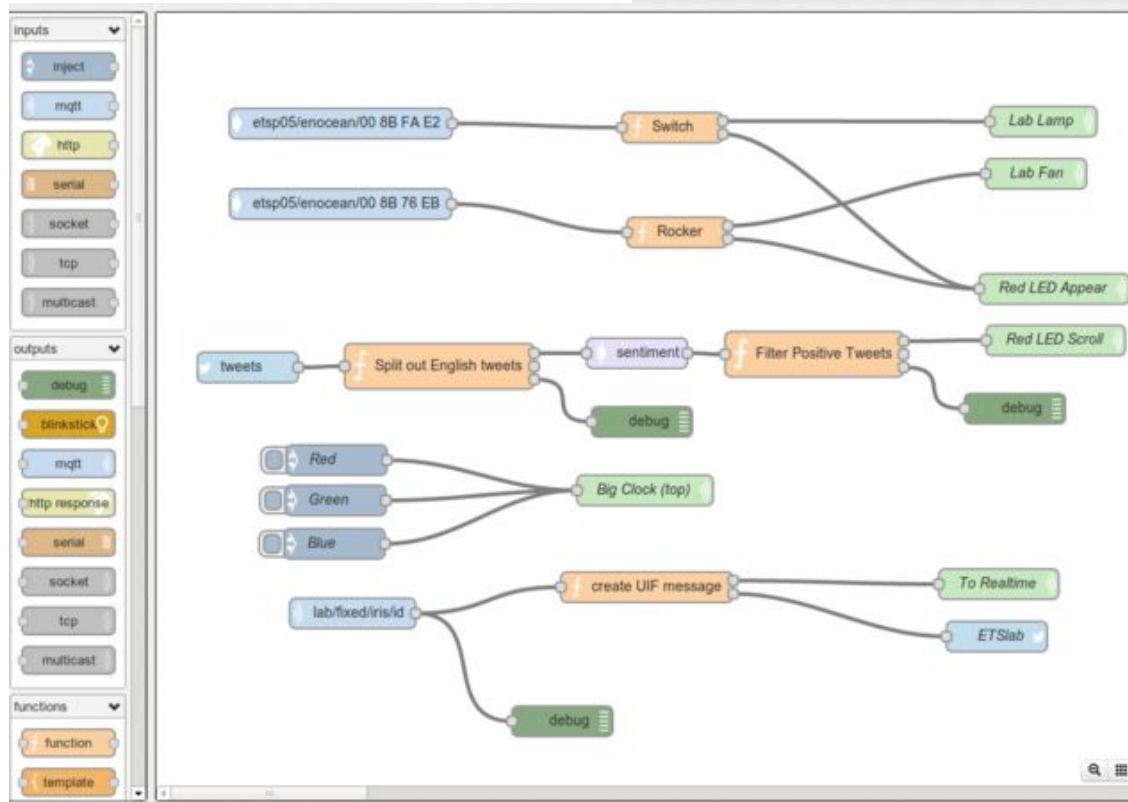 inputs
inject
mqtt
http
serial
socket
tcp
multicast
outputs
debug
blinkstick
mqtt
http response
serial
socket
tcp
multicast
functions
function
template
etsp05/enocean/00 8B FA E2
Switch
Lab Lamp
Lab Fan
etsp05/enocean/00 8B 76 EB
Rocker
Red LED Appear
tweets
Split out English tweets
sentiment
Filter Positive Tweets
Red LED Scroll
debug
debug
Red
Green
Blue
Big Clock (top)
lab/fixed/iris/id
create UIF message
To Realtime
ETSlab
debug